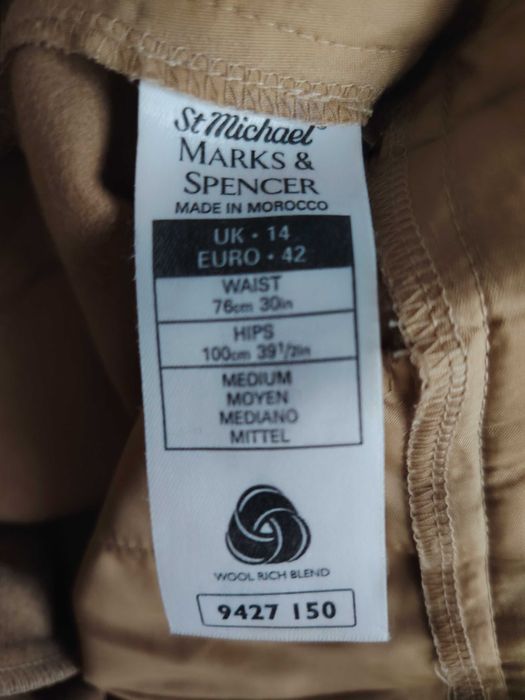 St Michael®
MARKS &
SPENCER
MADE IN MOROCCO
UK · 14
EURO · 42
WAIST
76cm 30in
HIPS
100cm 39½in
MEDIUM
MOYEN
MEDIANO
MITTEL
WOOL RICH BLEND
9427 150